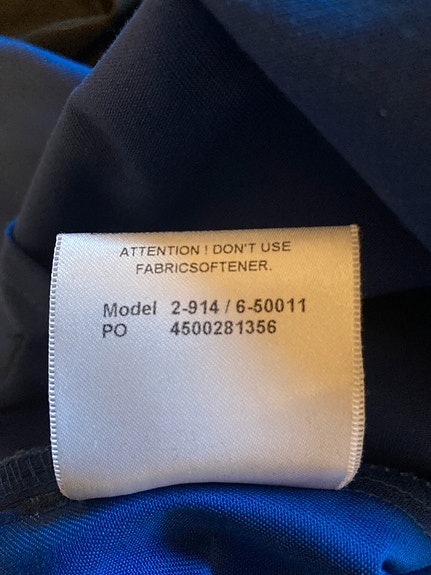 ATTENTION ! DON'T USE
FABRICSOFTENER.
Model 2-914 / 6-50011
PO 4500281356